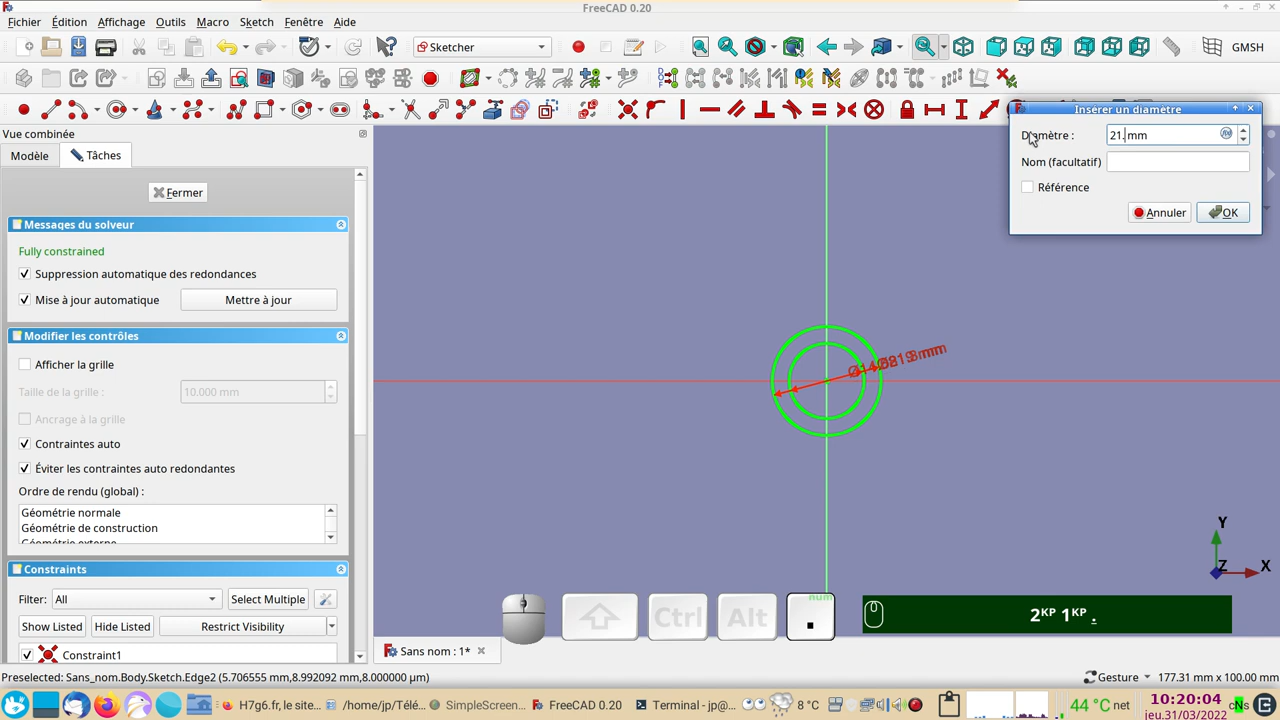 FreeCAD 0.20
Fichier Édition Affichage Outils Macro Sketch Fenêtre Aide
Sketcher
GMSH
Vue combinée
Modèle Tâches
Fermer
Messages du solveur
Fully constrained
Suppression automatique des redondances
Mise à jour automatique Mettre à jour
Modifier les contrôles
Afficher la grille
Taille de la grille : 10.000 mm
Ancrage à la grille
Contraintes auto
Éviter les contraintes auto redondantes
Ordre de rendu (global) :
Géométrie normale
Géométrie de construction
Géométrie externe
Constraints
Filter: All Select Multiple
Show Listed Hide Listed Restrict Visibility
Constraint1
Insérer un diamètre
Diamètre : 21.mm
Nom (facultatif)
Référence
Annuler OK
Y
Z X
num
Ctrl Alt .
2KP 1KP .
Sans nom : 1*
Preselected: Sans_nom.Body.Sketch.Edge2 (5.706555 mm,8.992092 mm,8.000000 µm)
Gesture 177.31 mm x 100.00 mm
H7g6.fr, le site... /home/jp/Télé... SimpleScreen... FreeCAD 0.20 Terminal - jp@... 8°C 44 °C net 10:20:04
jeu.31/03/2022